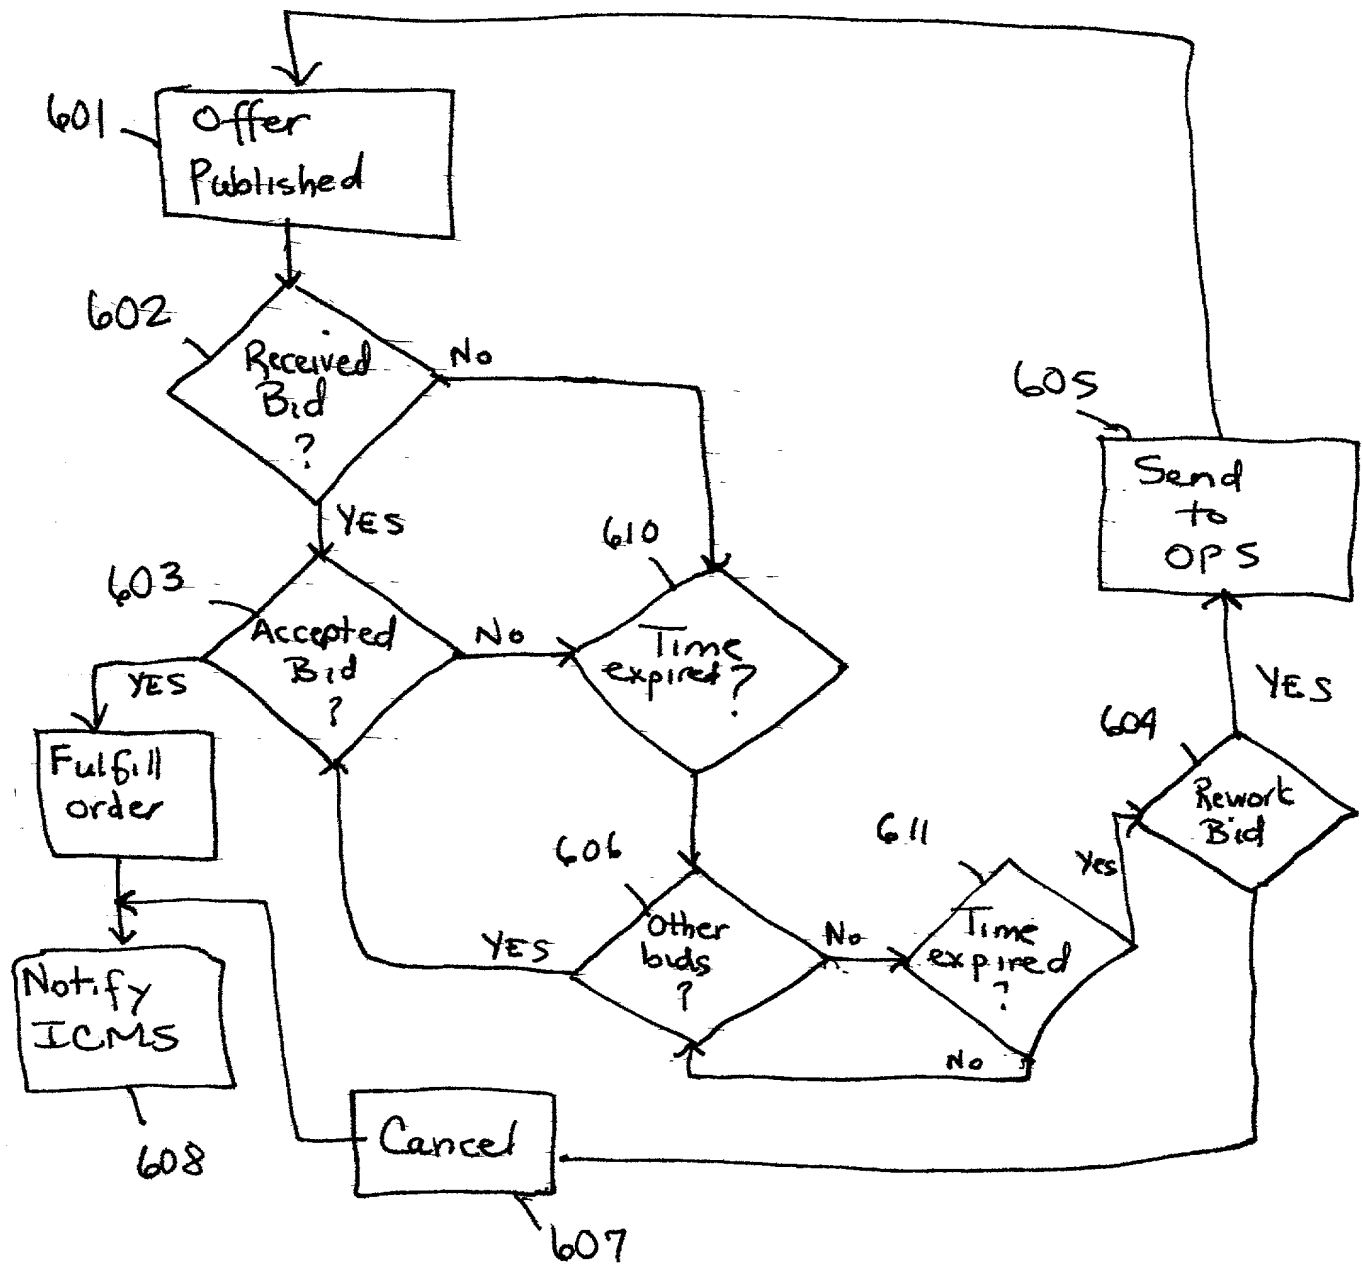 601
Offer
Published
602
Received
Bid
?
No
YES
603
Accepted
Bid
?
No
YES
610
Time
expired?
605
Send
to
OPS
YES
604
Rework
Bid
Fulfill
order
606
Other
bids
?
YES
No
611
Time
expired
?
Yes
No
Notify
ICMS
608
Cancel
607